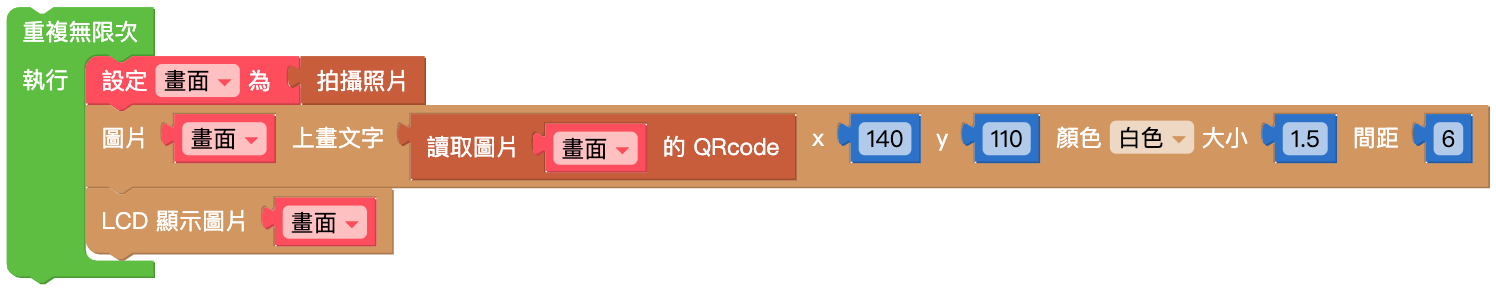 重複無限次
執行 設定 畫面 為 拍攝照片
圖片 畫面 上畫文字 讀取圖片 畫面 的 QRcode x 140 y 110 顏色 白色 大小 1.5 間距 6
LCD 顯示圖片 畫面